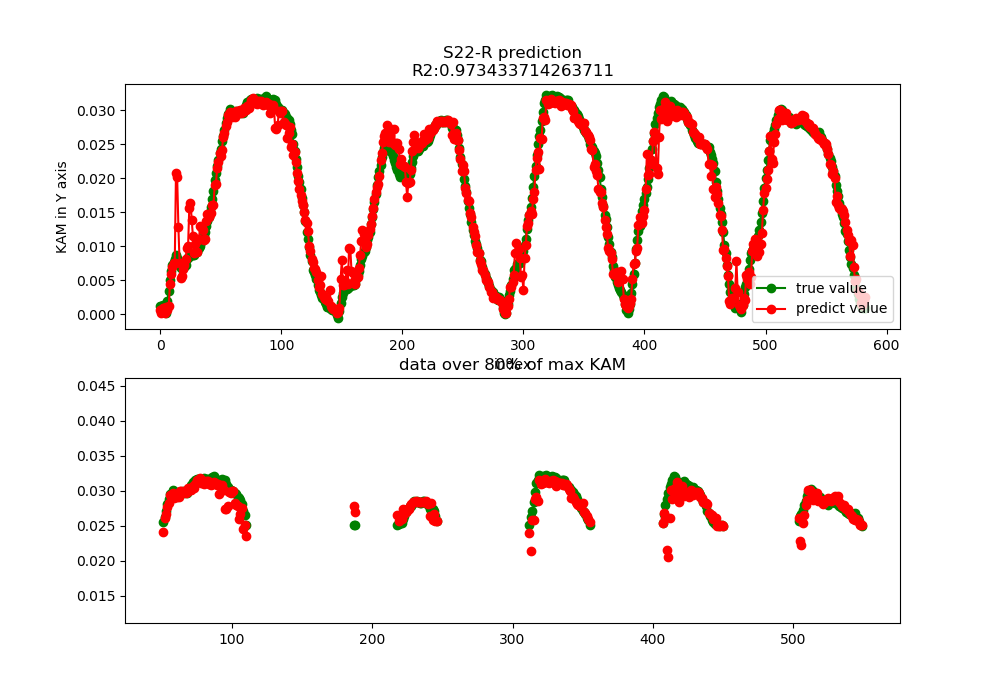 S22-R prediction
R2:0.973433714263711
KAM in Y axis
0.030
0.025
0.020
0.015
0.010
0.005
0.000
true value
predict value
0 100 200 300 400 500 600
index
data over 80% of max KAM
0.045
0.040
0.035
0.030
0.025
0.020
0.015
100 200 300 400 500